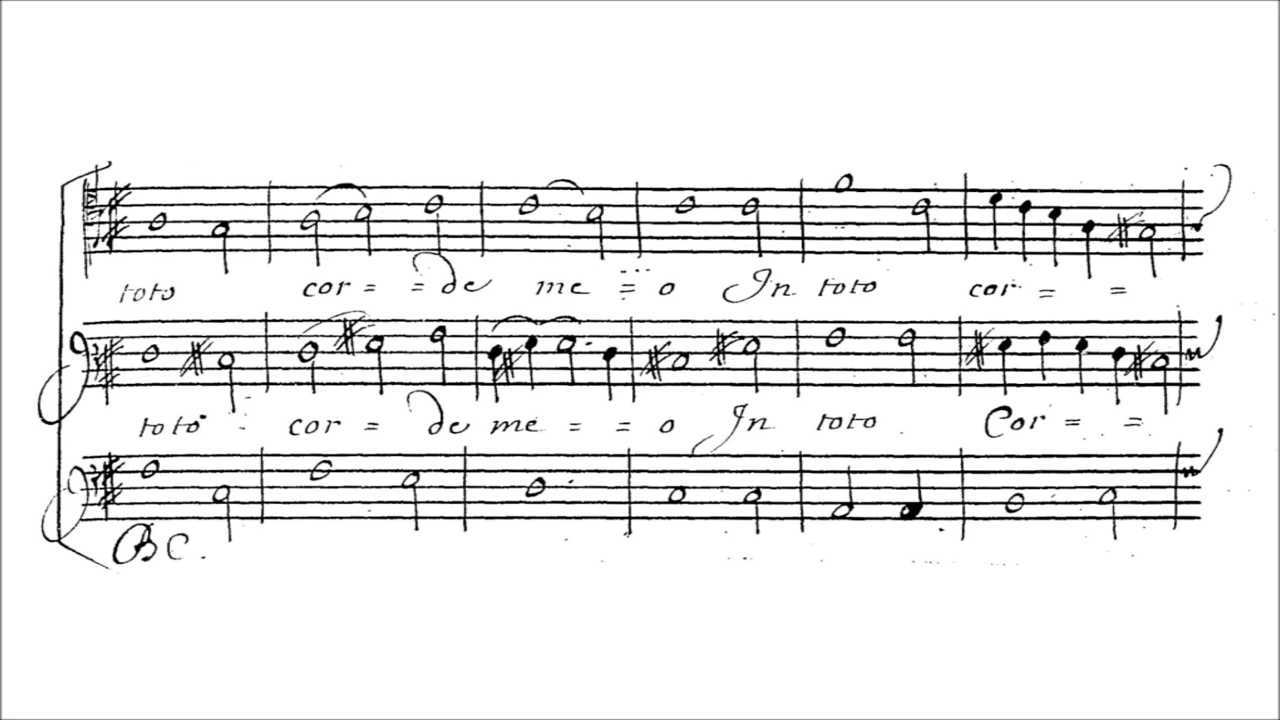 toto cor = = de me = o In toto cor = =
toto cor = de me = = o In toto Cor = =
BC.